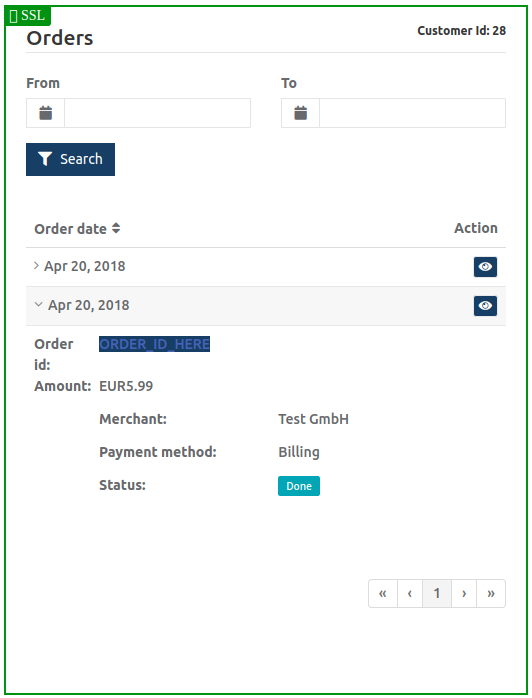 SSL
Orders
Customer Id: 28
From To
Search
Order date Action
Apr 20, 2018
Apr 20, 2018
Order id: ORDER_ID_HERE
Amount: EUR5.99
Merchant: Test GmbH
Payment method: Billing
Status: Done
« ‹ 1 › »